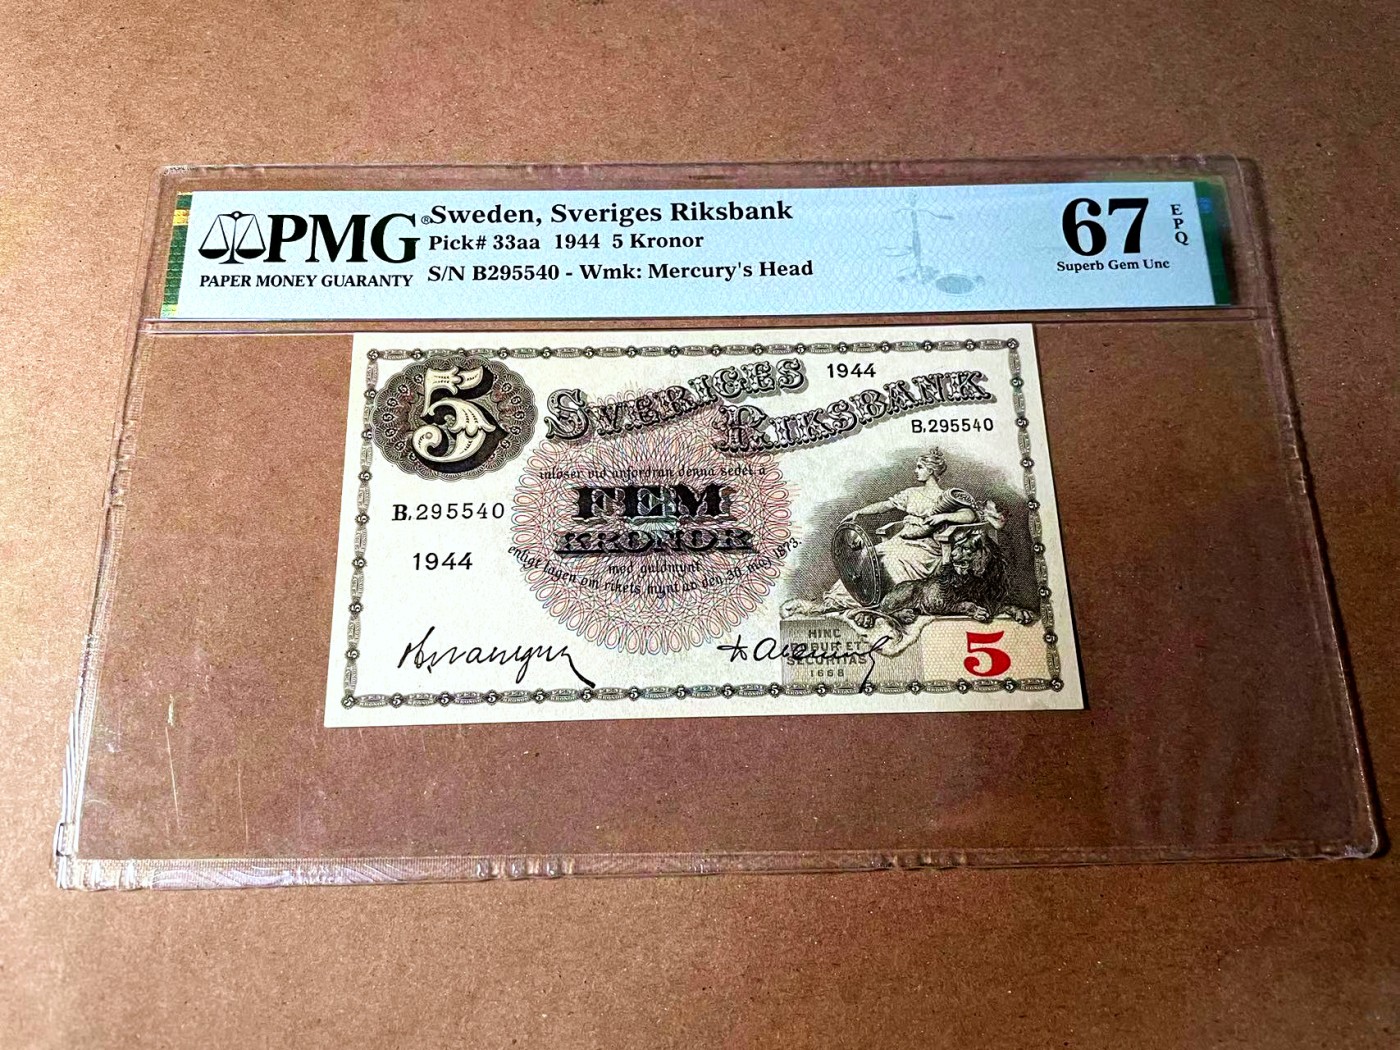 PMG®
PAPER MONEY GUARANTY
Sweden, Sveriges Riksbank
Pick# 33aa 1944 5 Kronor
S/N B295540 - Wmk: Mercury's Head
67
EPQ
Superb Gem Unc
5
SVERIGES
1944
RIKSBANK
B,295540
inlöser vid anfordran denna sedel å
FEM
B,295540
KRONOR
1944
med guldmynt
enligt lagen om rikets mynt av den 30 maj 1873.
HINC
ROBUR ET
SECURITAS
1668
5